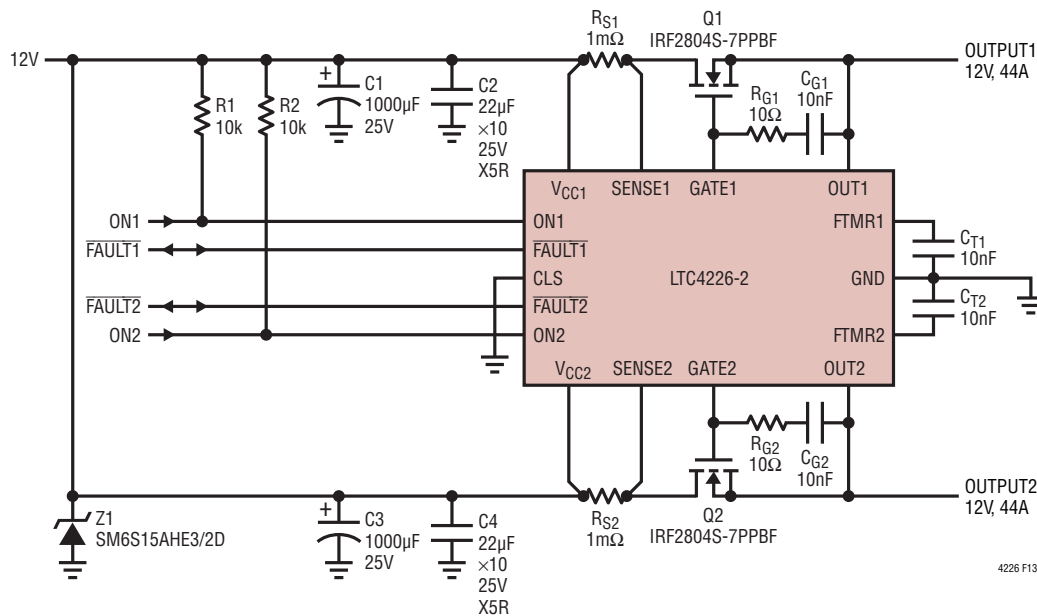 RS1
1mΩ
Q1
IRF2804S-7PPBF
12V
OUTPUT1
12V, 44A
R1
10k
R2
10k
+
C1
1000µF
25V
C2
22µF
×10
25V
X5R
RG1
10Ω
CG1
10nF
VCC1
SENSE1
GATE1
OUT1
ON1
ON1
FTMR1
FAULT1
FAULT1
CT1
10nF
CLS
LTC4226-2
GND
FAULT2
FAULT2
CT2
10nF
ON2
ON2
FTMR2
VCC2
SENSE2
GATE2
OUT2
RG2
10Ω
CG2
10nF
Z1
SM6S15AHE3/2D
+
C3
1000µF
25V
C4
22µF
×10
25V
X5R
RS2
1mΩ
Q2
IRF2804S-7PPBF
OUTPUT2
12V, 44A
4226 F13